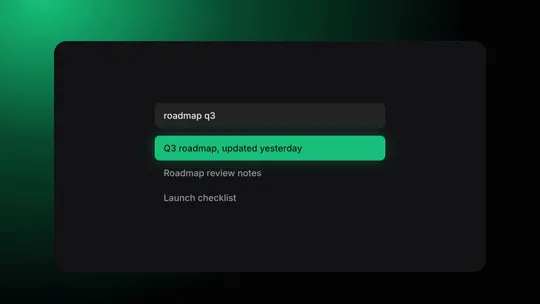 roadmap q3
Q3 roadmap, updated yesterday
Roadmap review notes
Launch checklist